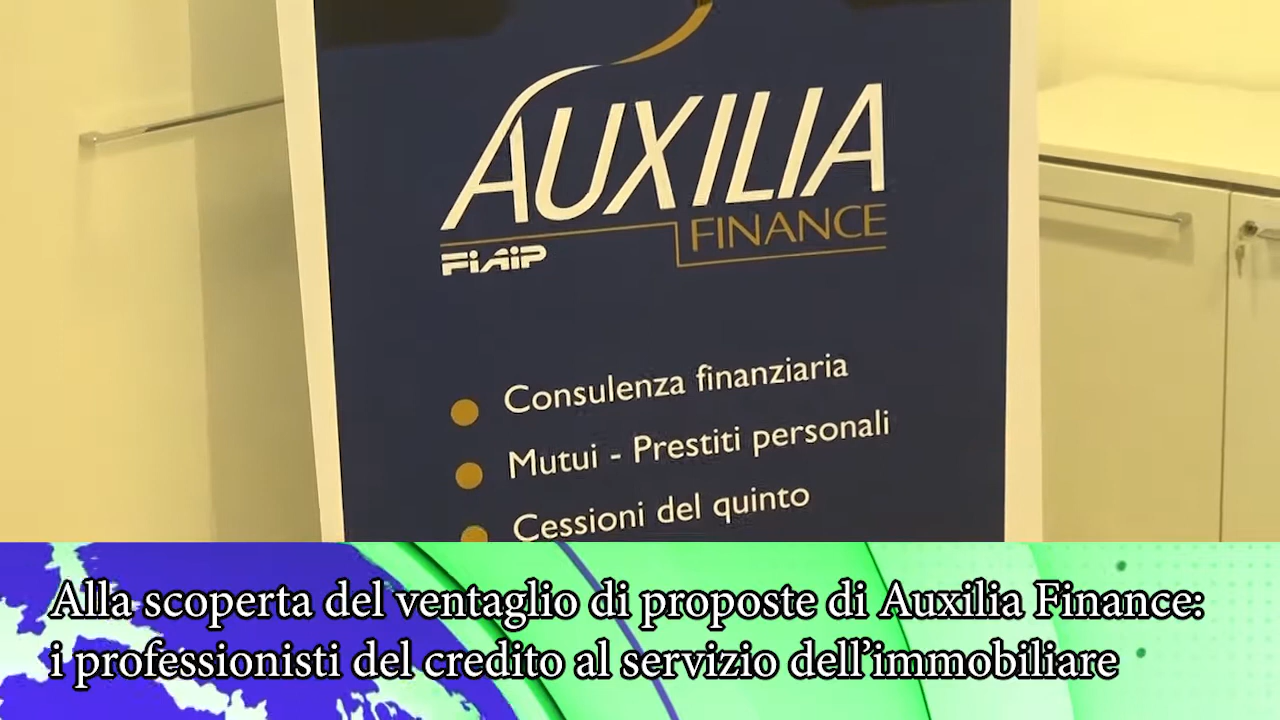 AUXILIA
FINANCE
FIAIP
Consulenza finanziaria
Mutui - Prestiti personali
Cessioni del quinto
Alla scoperta del ventaglio di proposte di Auxilia Finance:
i professionisti del credito al servizio dell'immobiliare